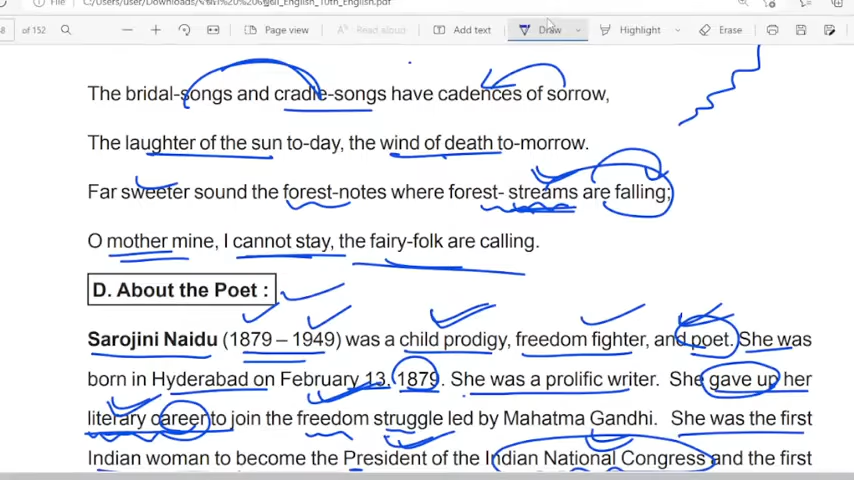 File C:/Users/user/Downloads/
of 152 Page view Read aloud Add text Draw Highlight Erase
The bridal-songs and cradle-songs have cadences of sorrow,
The laughter of the sun to-day, the wind of death to-morrow.
Far sweeter sound the forest-notes where forest- streams are falling;
O mother mine, I cannot stay, the fairy-folk are calling.
D. About the Poet :
Sarojini Naidu (1879 – 1949) was a child prodigy, freedom fighter, and poet. She was
born in Hyderabad on February 13, 1879. She was a prolific writer. She gave up her
literary career to join the freedom struggle led by Mahatma Gandhi. She was the first
Indian woman to become the President of the Indian National Congress and the first